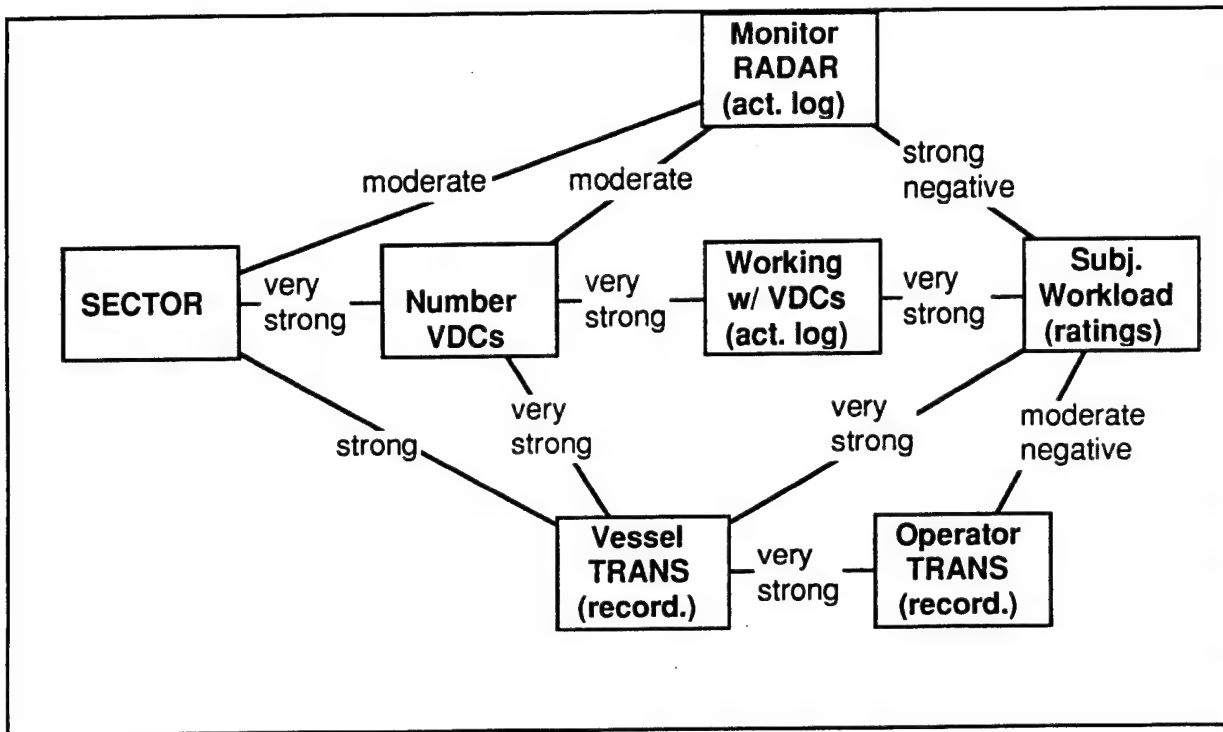 Monitor
RADAR
(act. log)
moderate
moderate
strong
negative
SECTOR
very
strong
Number
VDCs
very
strong
Working
w/ VDCs
(act. log)
very
strong
Subj.
Workload
(ratings)
strong
very
strong
very
strong
moderate
negative
Vessel
TRANS
(record.)
very
strong
Operator
TRANS
(record.)